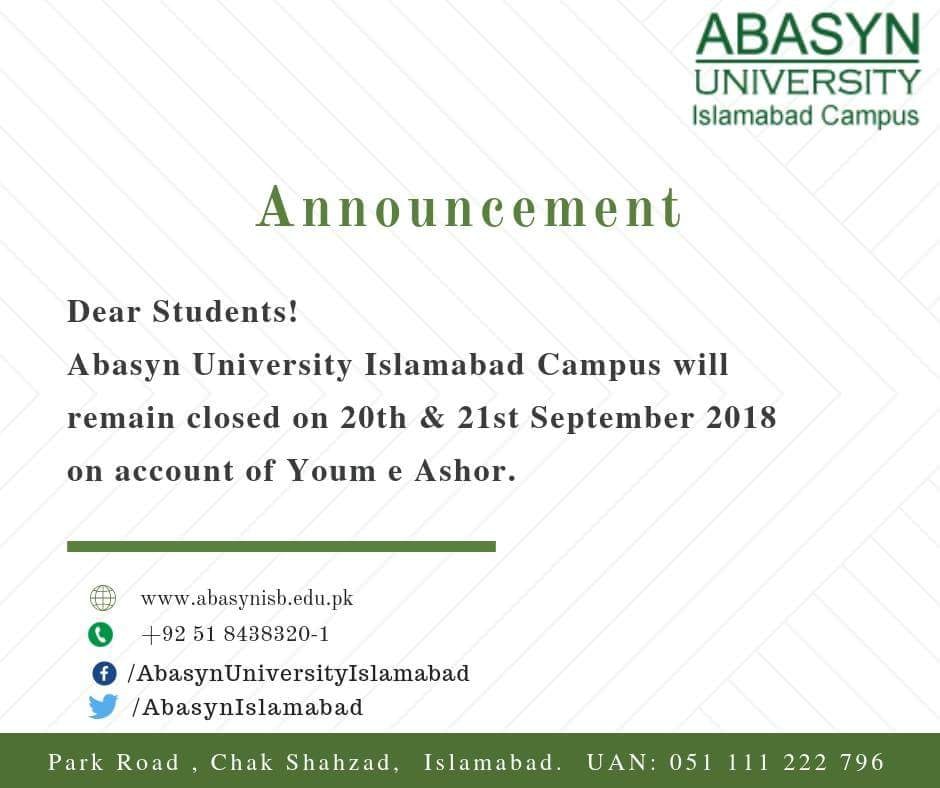 ABASYN
UNIVERSITY
Islamabad Campus
Announcement
Dear Students!
Abasyn University Islamabad Campus will
remain closed on 20th & 21st September 2018
on account of Youm e Ashor.
www.abasynisb.edu.pk
+92 51 8438320-1
/AbasynUniversityIslamabad
/AbasynIslamabad
Park Road , Chak Shahzad, Islamabad. UAN: 051 111 222 796